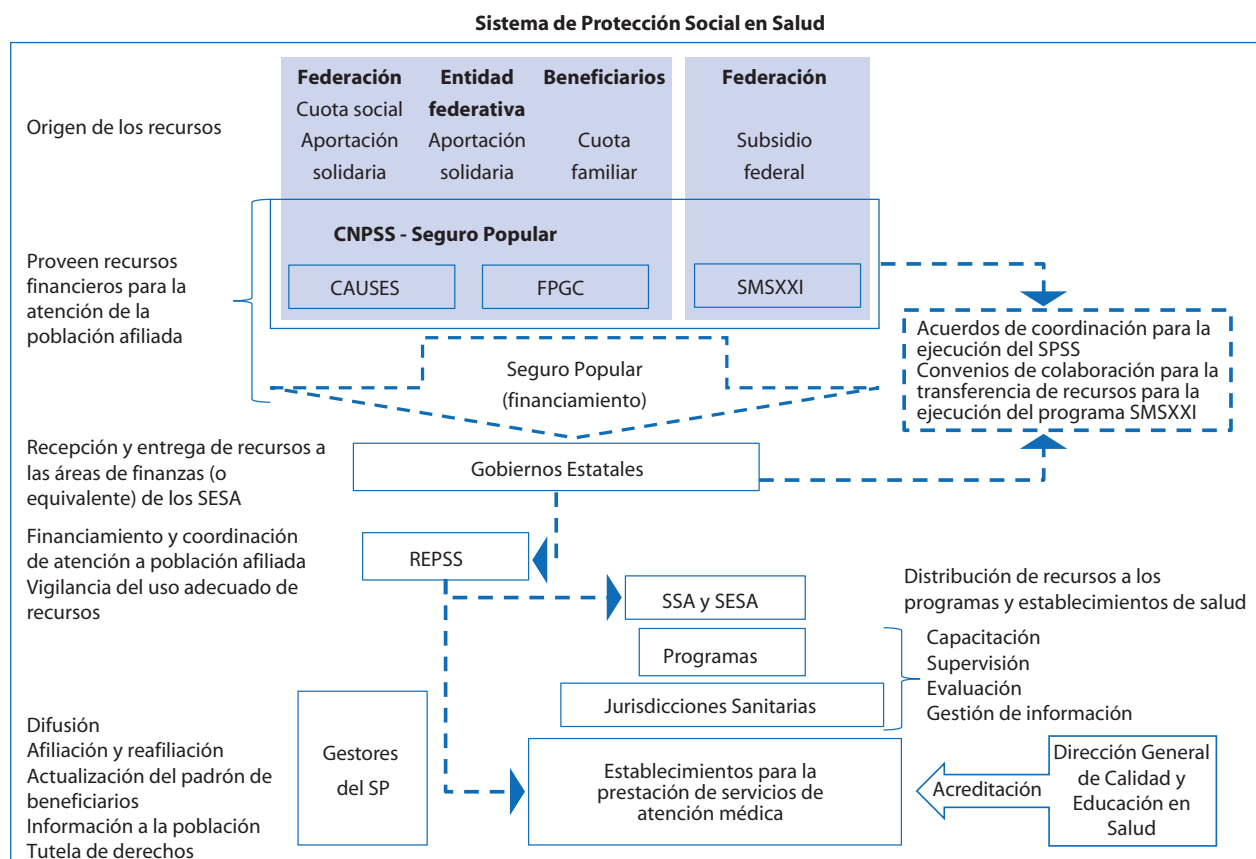 Sistema de Protección Social en Salud
Origen de los recursos
Federación
Cuota social
Aportación
solidaria
Entidad
federativa
Aportación
solidaria
Beneficiarios
Cuota
familiar
Federación
Subsidio
federal
Proveen recursos
financieros para la
atención de la
población afiliada
CNPSS - Seguro Popular
CAUSES
FPGC
SMSXXI
Acuerdos de coordinación para la
ejecución del SPSS
Convenios de colaboración para la
transferencia de recursos para la
ejecución del programa SMSXXI
Seguro Popular
(financiamiento)
Recepción y entrega de recursos a
las áreas de finanzas (o
equivalente) de los SESA
Gobiernos Estatales
Financiamiento y coordinación
de atención a población afiliada
Vigilancia del uso adecuado de
recursos
REPSS
SSA y SESA
Programas
Jurisdicciones Sanitarias
Distribución de recursos a los
programas y establecimientos de salud
Capacitación
Supervisión
Evaluación
Gestión de información
Difusión
Afiliación y reafiliación
Actualización del padrón de
beneficiarios
Información a la población
Tutela de derechos
Gestores
del SP
Establecimientos para la
prestación de servicios de
atención médica
Acreditación
Dirección General
de Calidad y
Educación en
Salud